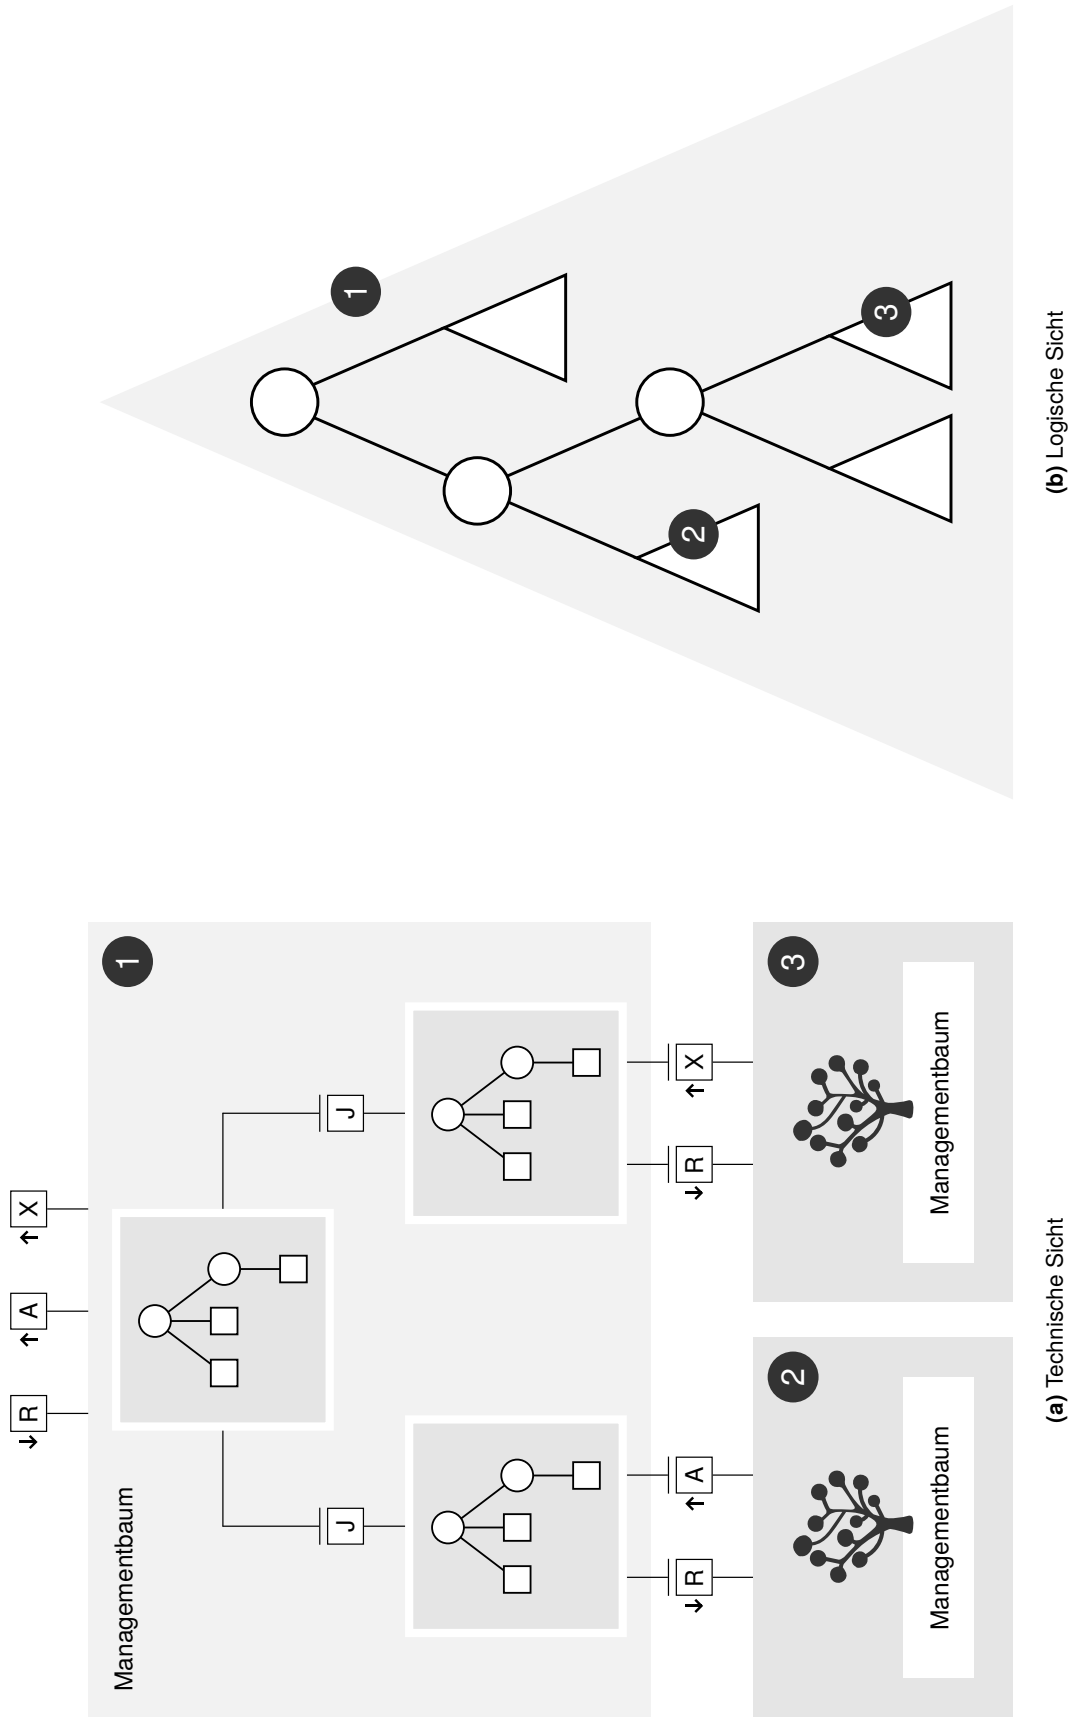 R A X
Managementbaum 1
J J
R A R X
2 3
Managementbaum Managementbaum
(a) Technische Sicht
1
2
3
(b) Logische Sicht